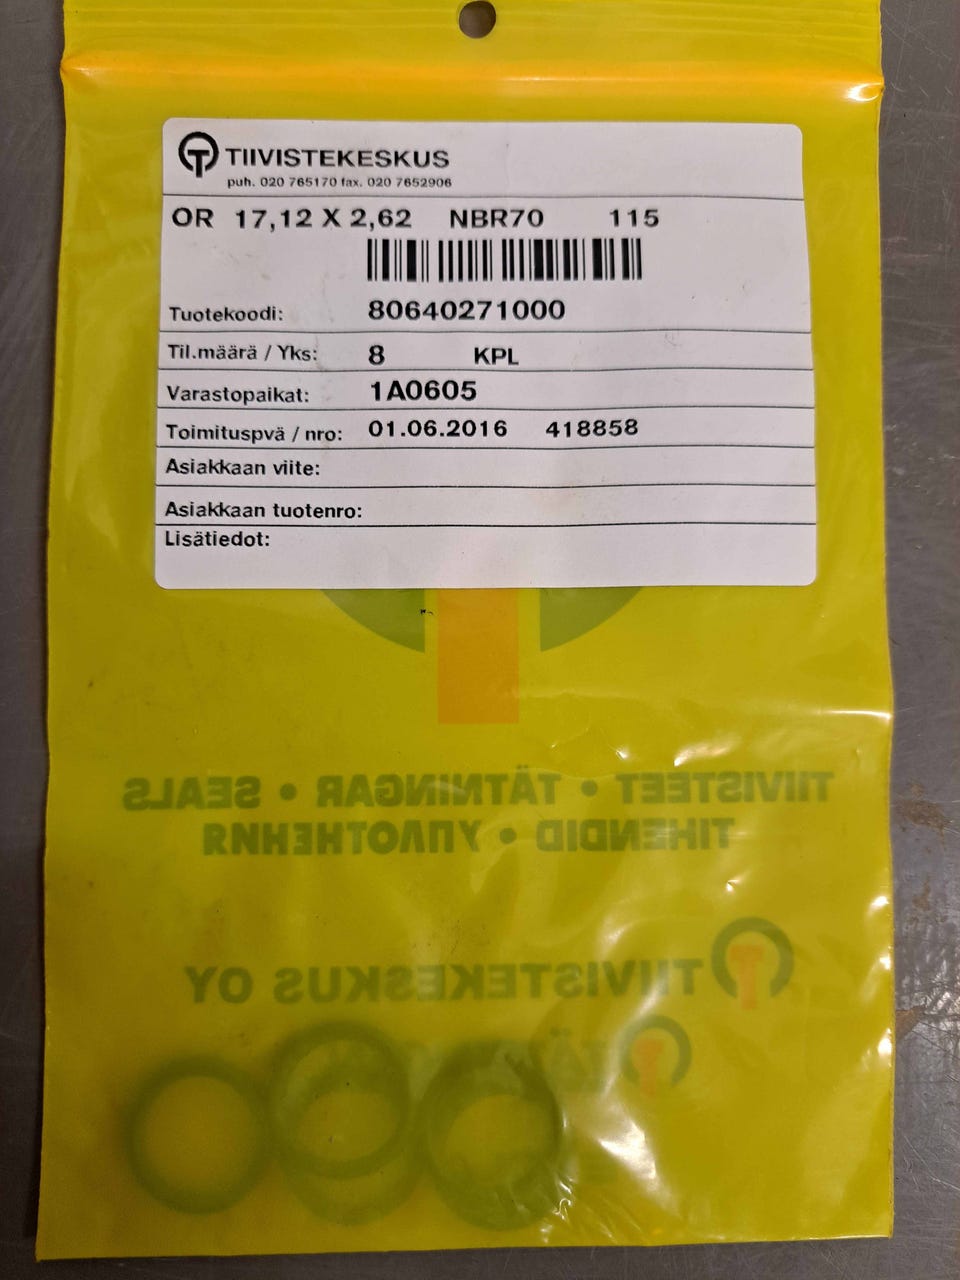 TIIVISTEKESKUS
puh. 020 765170 fax. 020 7652906
OR 17,12 X 2,62 NBR70 115
Tuotekoodi: 80640271000
Til.määrä / Yks: 8 KPL
Varastopaikat: 1A0605
Toimituspvä / nro: 01.06.2016 418858
Asiakkaan viite:
Asiakkaan tuotenro:
Lisätiedot:
TIIVISTEET • TÄTNINGAR • SEALS
TIHENDID • УПЛОТНЕНИЯ
TIIVISTEKESKUS OY